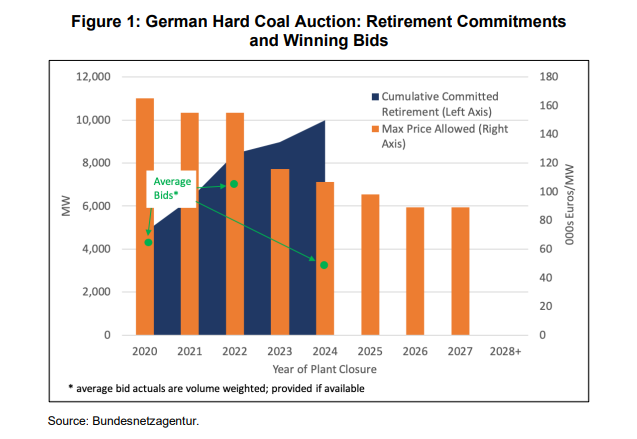 Figure 1: German Hard Coal Auction: Retirement Commitments
and Winning Bids
12,000
10,000
8,000
6,000
4,000
2,000
0
MW
180
160
140
120
100
80
60
40
20
0
000s Euros/MW
Cumulative Committed
Retirement (Left Axis)
Max Price Allowed (Right
Axis)
Average
Bids*
2020 2021 2022 2023 2024 2025 2026 2027 2028+
Year of Plant Closure
* average bid actuals are volume weighted; provided if available
Source: Bundesnetzagentur.